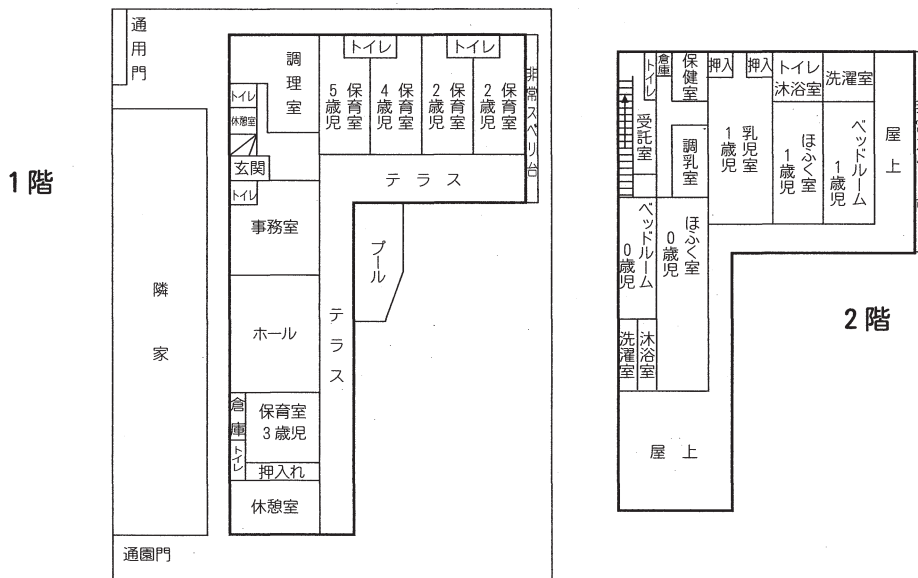 1階
通用門
隣家
通園門
調理室
トイレ
休憩室
玄関
トイレ
事務室
ホール
倉庫
トイレ
保育室
3歳児
押入れ
休憩室
トイレ
トイレ
保育室
5歳児
保育室
4歳児
保育室
2歳児
保育室
2歳児
非常スベリ台
テラス
テラス
プール
2階
トイレ
倉庫
保健室
受託室
調乳室
押入
押入
乳児室
1歳児
トイレ
沐浴室
洗濯室
ほふく室
1歳児
ベッドルーム
1歳児
屋上
ベッドルーム
0歳児
ほふく室
0歳児
洗濯室
沐浴室
屋上